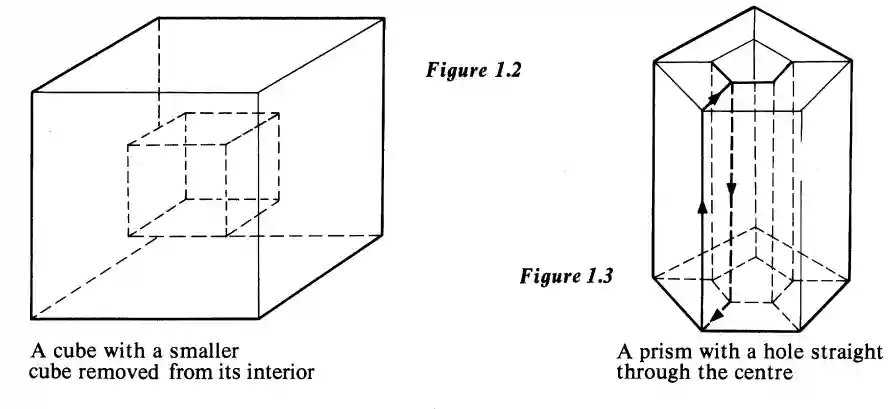 Figure 1.2
Figure 1.3
A cube with a smaller
cube removed from its interior
A prism with a hole straight
through the centre